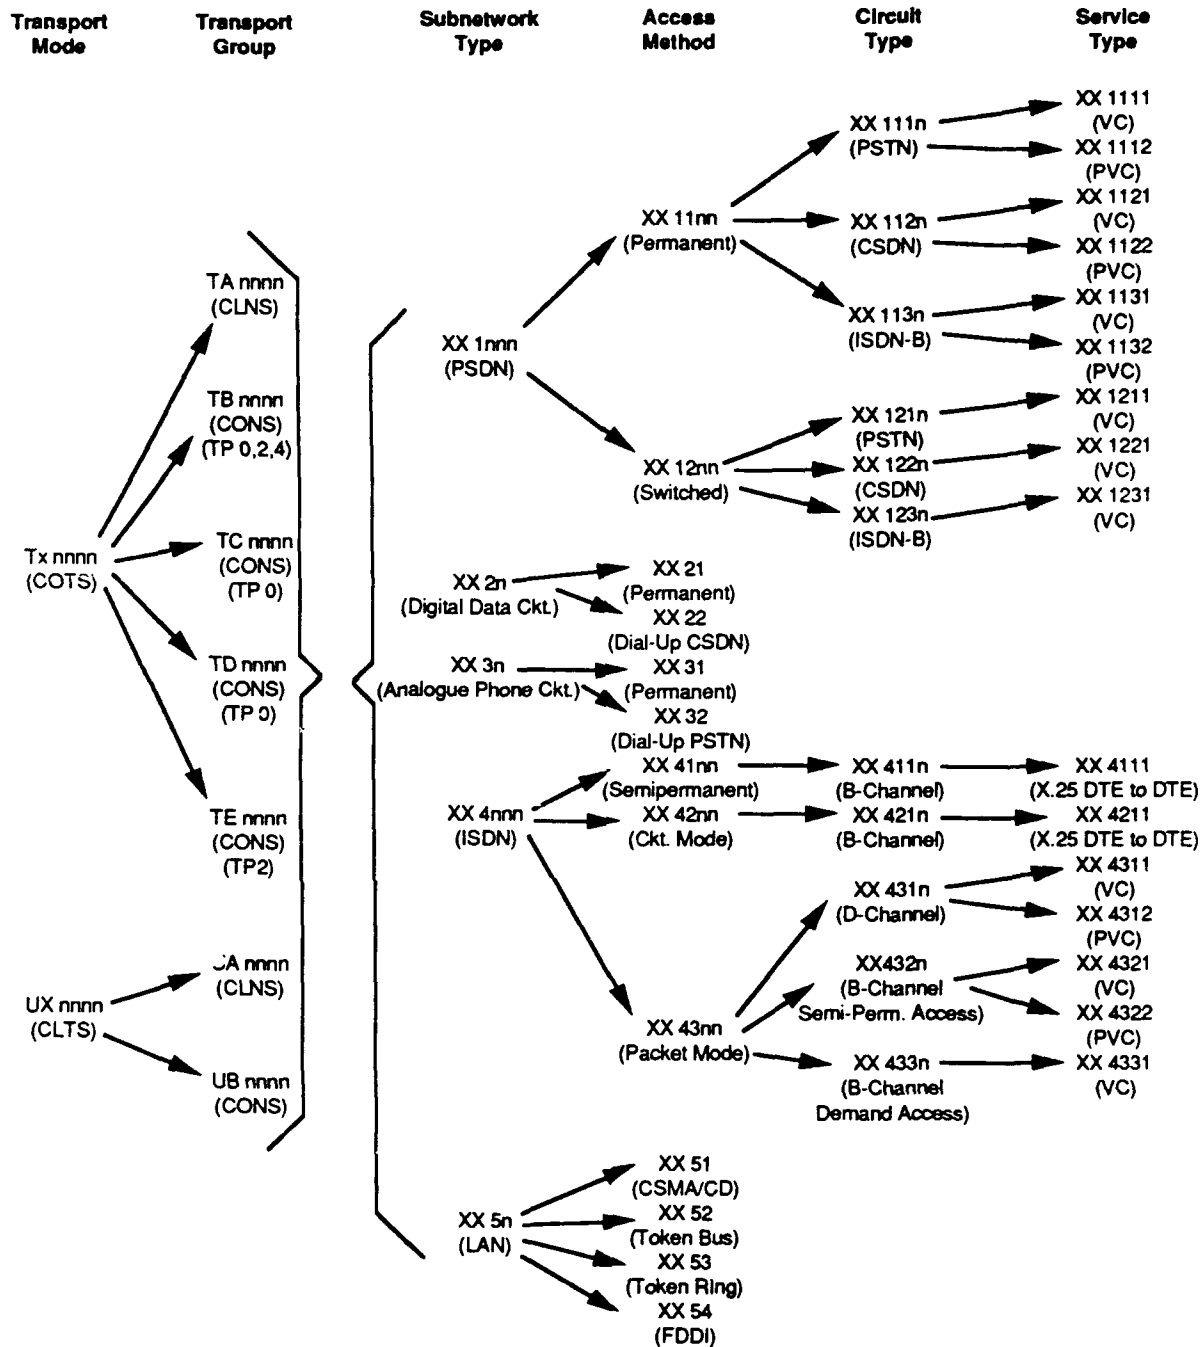 Transport Mode
Transport Group
Subnetwork Type
Access Method
Circuit Type
Service Type
Tx nnnn
(COTS)
UX nnnn
(CLTS)
TA nnnn
(CLNS)
TB nnnn
(CONS)
(TP 0,2,4)
TC nnnn
(CONS)
(TP 0)
TD nnnn
(CONS)
(TP 0)
TE nnnn
(CONS)
(TP2)
nnnn
(CLNS)
UB nnnn
(CONS)
XX 1nnn
(PSDN)
XX 2n
(Digital Data Ckt.)
XX 3n
(Analogue Phone Ckt.)
XX 4nnn
(ISDN)
XX 5n
(LAN)
XX 11nn
(Permanent)
XX 12nn
(Switched)
XX 21
(Permanent)
XX 22
(Dial-Up CSDN)
XX 31
(Permanent)
XX 32
(Dial-Up PSTN)
XX 41nn
(Semipermanent)
XX 42nn
(Ckt. Mode)
XX 43nn
(Packet Mode)
XX 51
(CSMA/CD)
XX 52
(Token Bus)
XX 53
(Token Ring)
XX 54
(FDDI)
XX 111n
(PSTN)
XX 112n
(CSDN)
XX 113n
(ISDN-B)
XX 121n
(PSTN)
XX 122n
(CSDN)
XX 123n
(ISDN-B)
XX 411n
(B-Channel)
XX 421n
(B-Channel)
XX 431n
(D-Channel)
XX432n
(B-Channel
Semi-Perm. Access)
XX 433n
(B-Channel
Demand Access)
XX 1111
(VC)
XX 1112
(PVC)
XX 1121
(VC)
XX 1122
(PVC)
XX 1131
(VC)
XX 1132
(PVC)
XX 1211
(VC)
XX 1221
(VC)
XX 1231
(VC)
XX 4111
(X.25 DTE to DTE)
XX 4211
(X.25 DTE to DTE)
XX 4311
(VC)
XX 4312
(PVC)
XX 4321
(VC)
XX 4322
(PVC)
XX 4331
(VC)